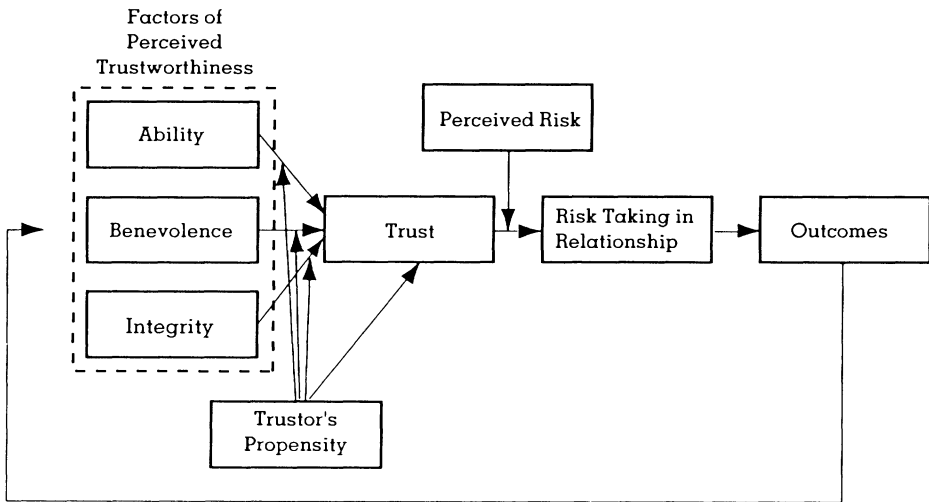 Factors of
Perceived
Trustworthiness
Ability
Benevolence
Integrity
Trustor's
Propensity
Trust
Perceived Risk
Risk Taking in
Relationship
Outcomes